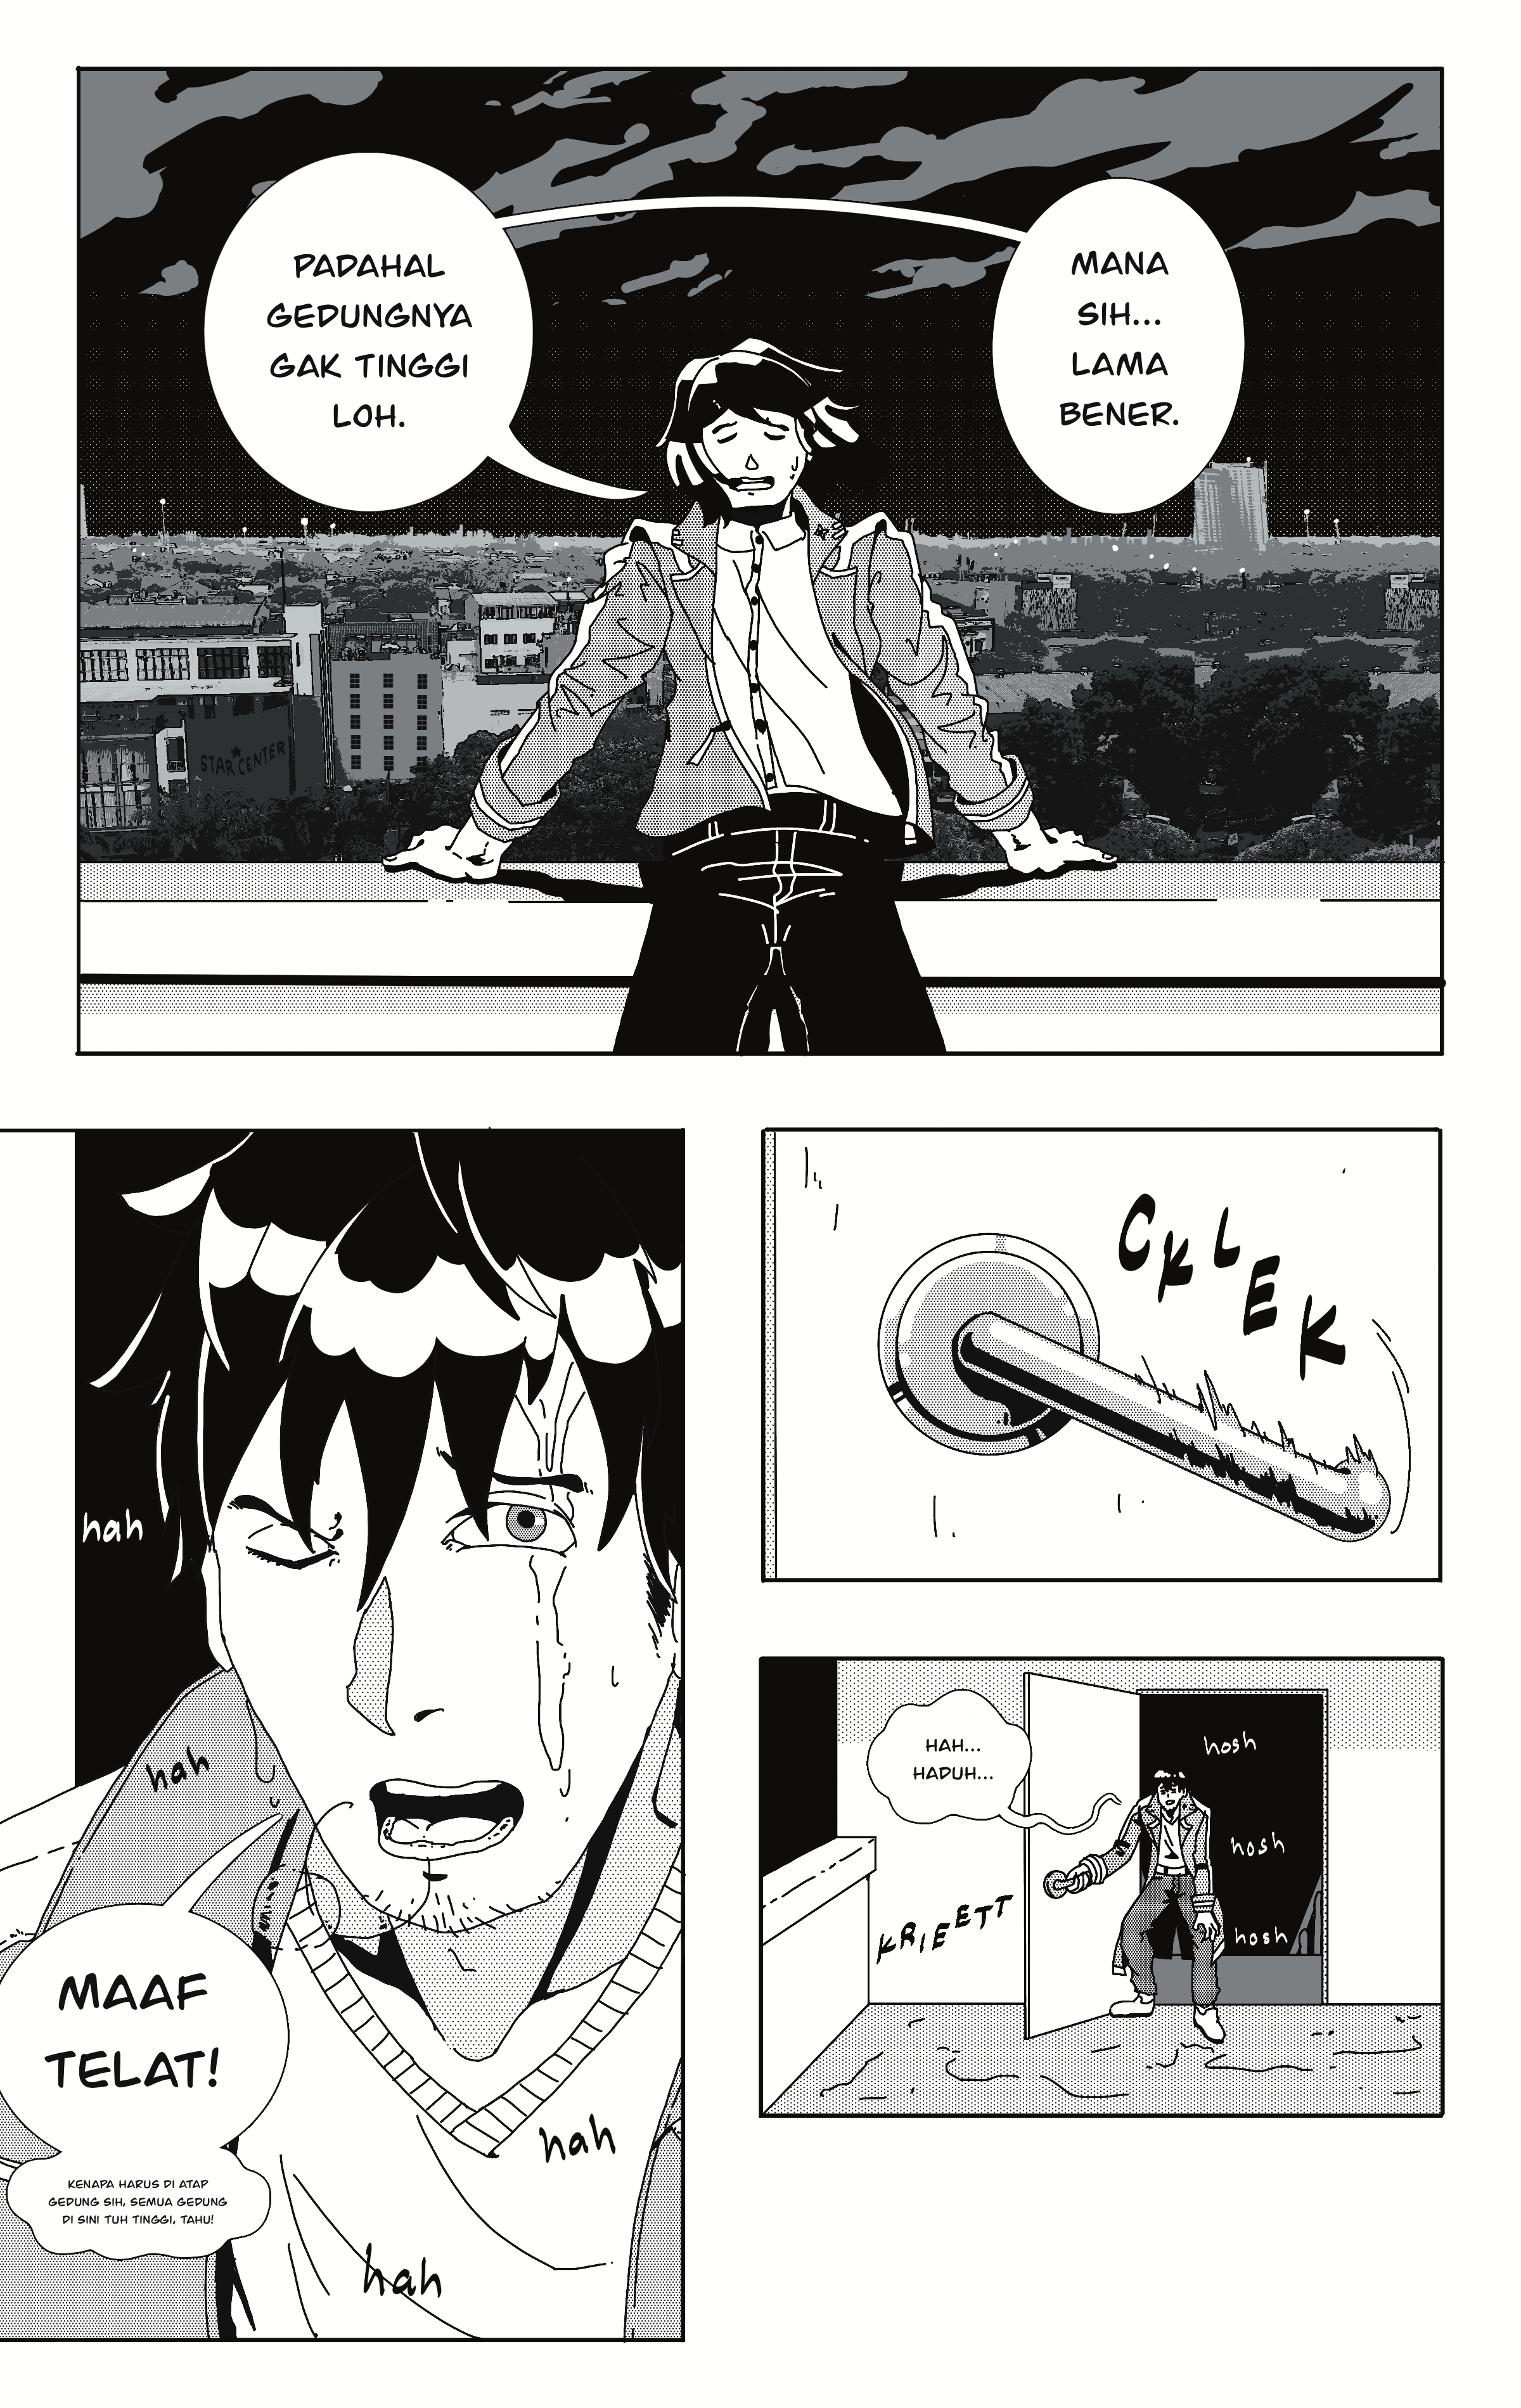 MANA
SIH...
LAMA
BENER.
PADAHAL
GEDUNGNYA
GAK TINGGI
LOH.
STAR CENTER
CKLEK
HAH...
HADUH...
hosh
hosh
hosh
KRIEETT
hah
hah
MAAF
TELAT!
KENAPA HARUS DI ATAP
GEDUNG SIH, SEMUA GEDUNG
DI SINI TUH TINGGI, TAHU!
hah
hah